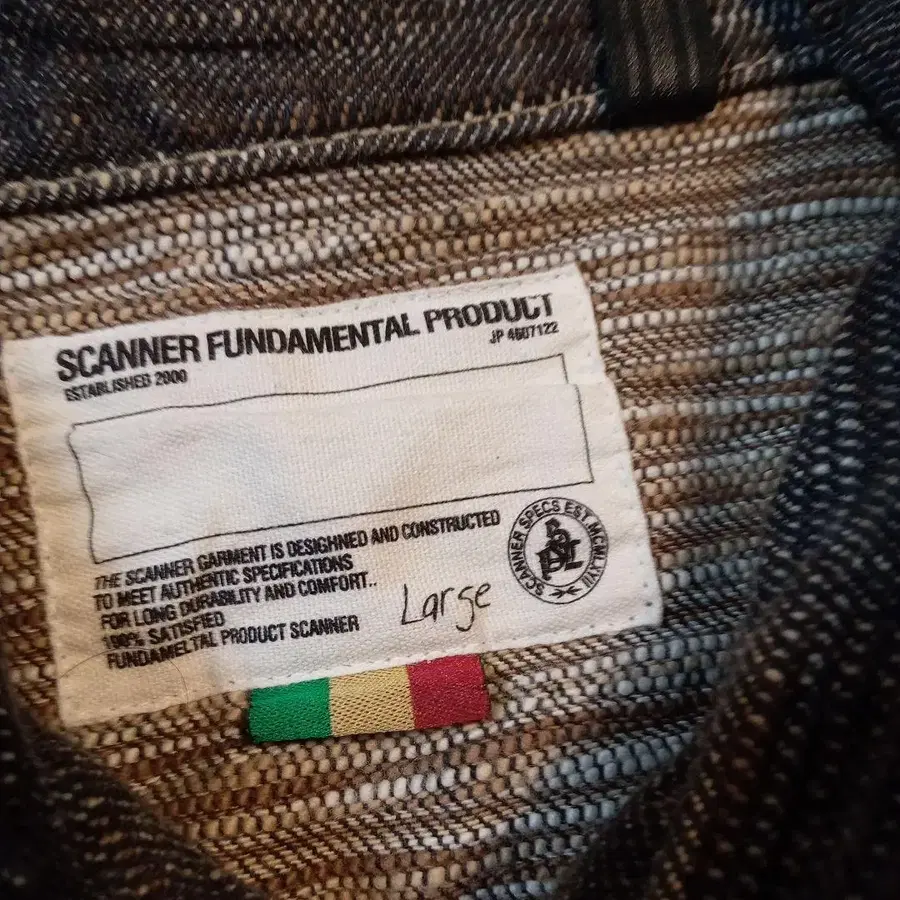 SCANNER FUNDAMENTAL PRODUCT
ESTABLISHED 2000
JP 4607122
THE SCANNER GARMENT IS DESIGHNED AND CONSTRUCTED
TO MEET AUTHENTIC SPECIFICATIONS
FOR LONG DURABILITY AND COMFORT..
100% SATISFIED
FUNDAMELTAL PRODUCT SCANNER
Large
SCANNER SPECS EST.MCMLXVIII